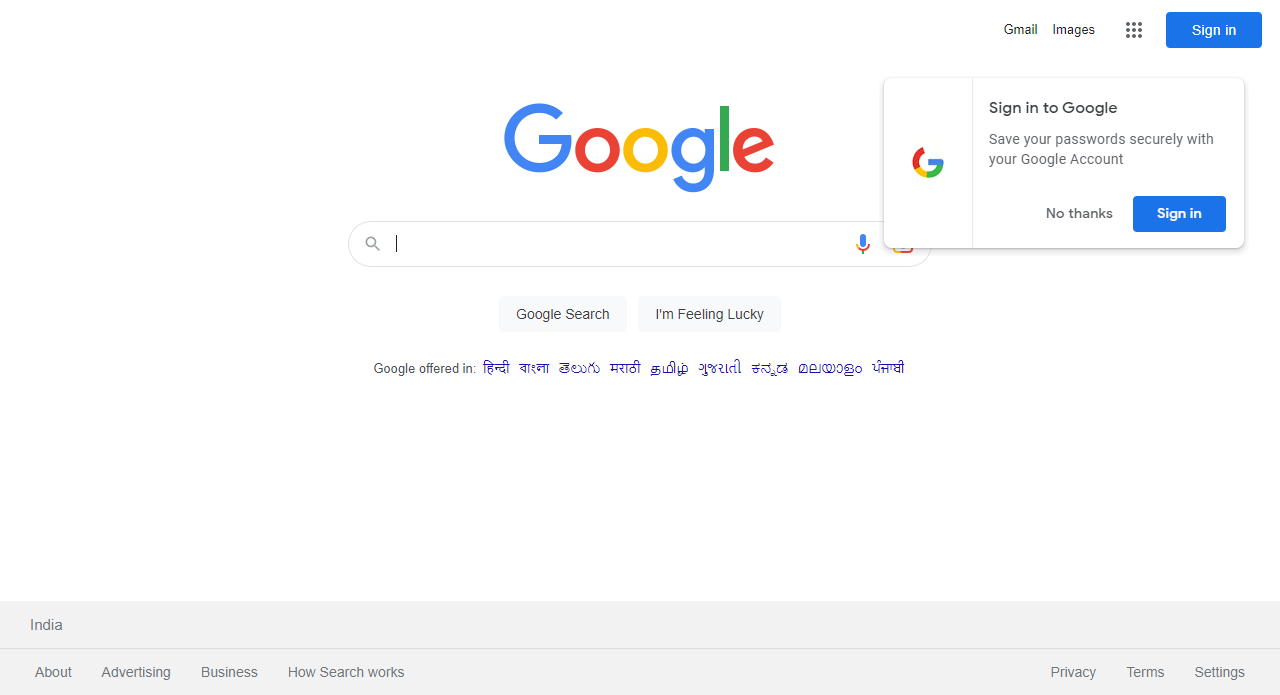 Gmail Images Sign in
Google
Sign in to Google
Save your passwords securely with
your Google Account
No thanks Sign in
Google Search I'm Feeling Lucky
Google offered in: हिन्दी বাংলা తెలుగు मराठी தமிழ் ગુજરાતી ಕನ್ನಡ മലയാളം ਪੰਜਾਬੀ
India
About Advertising Business How Search works Privacy Terms Settings